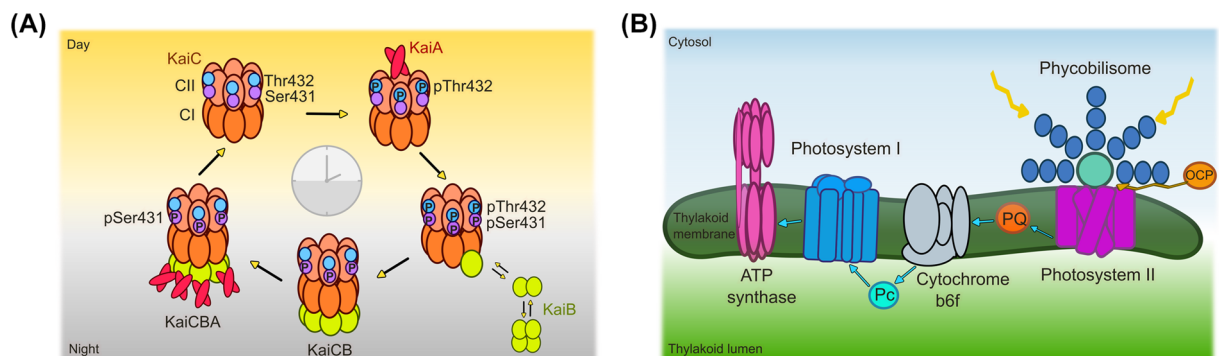 (A)
Day
KaiC
CII
CI
Thr432
Ser431
KaiA
P P P
pThr432
pThr432
pSer431
P P P
P P P
KaiB
P P P
KaiCB
pSer431
P P P
KaiCBA
Night
(B)
Cytosol
Phycobilisome
OCP
Photosystem I
PQ
Thylakoid
membrane
ATP
synthase
Pc
Cytochrome
b6f
Photosystem II
Thylakoid lumen